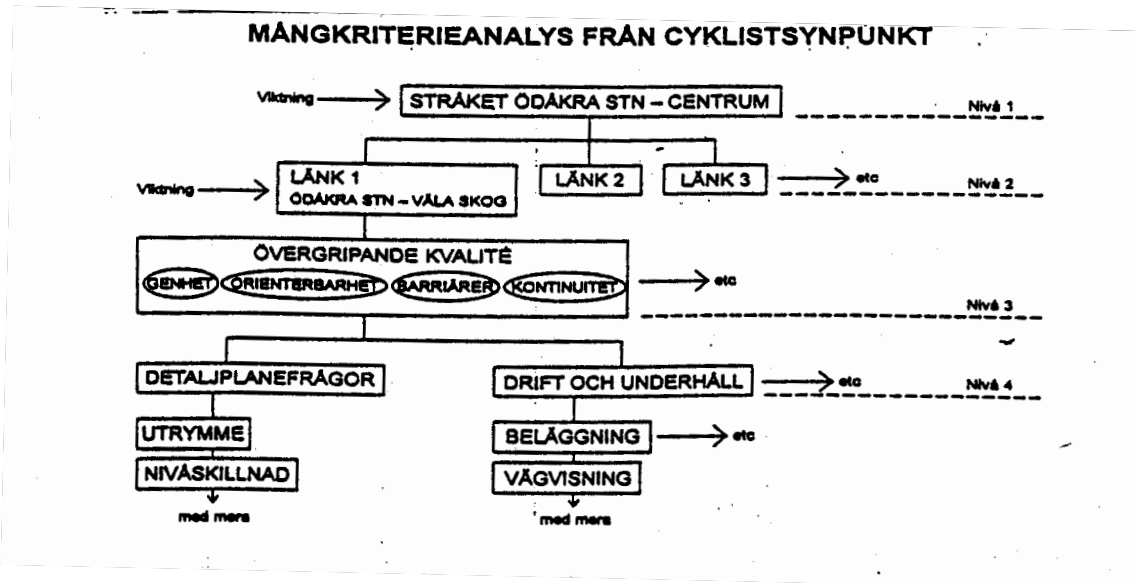 MÅNGKRITERIEANALYS FRÅN CYKLISTSYNPUNKT
Viktning
STRÅKET ÖDÅKRA STN – CENTRUM
Nivå 1
Viktning
LÄNK 1
ÖDÅKRA STN – VÄLA SKOG
LÄNK 2
LÄNK 3
etc
Nivå 2
ÖVERGRIPANDE KVALITÉ
GENHET
ORIENTERBARHET
BARRIÄRER
KONTINUITET
etc
Nivå 3
DETALJPLANEFRÅGOR
DRIFT OCH UNDERHÅLL
etc
Nivå 4
UTRYMME
BELÄGGNING
etc
NIVÅSKILLNAD
VÄGVISNING
med mera
med mera